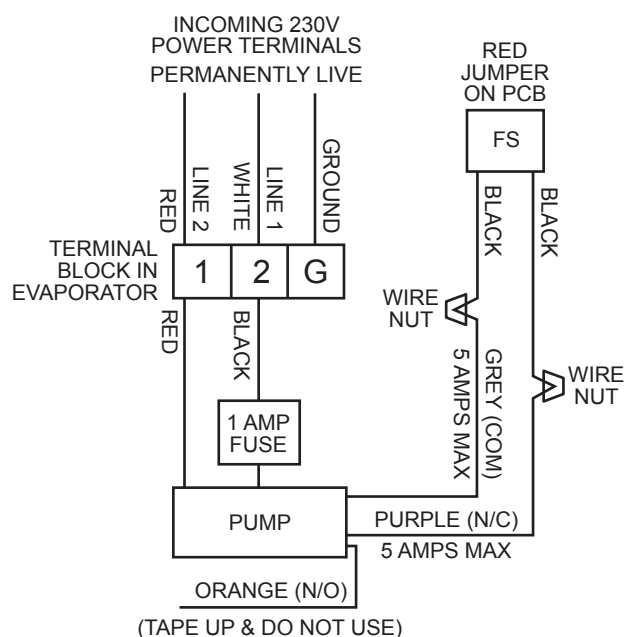 INCOMING 230V
POWER TERMINALS
PERMANENTLY LIVE
RED
JUMPER
ON PCB
FS
RED
LINE 2
WHITE
LINE 1
GROUND
BLACK
BLACK
TERMINAL
BLOCK IN
EVAPORATOR
1
2
G
WIRE
NUT
RED
BLACK
5 AMPS MAX
GREY (COM)
WIRE
NUT
1 AMP
FUSE
PUMP
PURPLE (N/C)
5 AMPS MAX
ORANGE (N/O)
(TAPE UP & DO NOT USE)